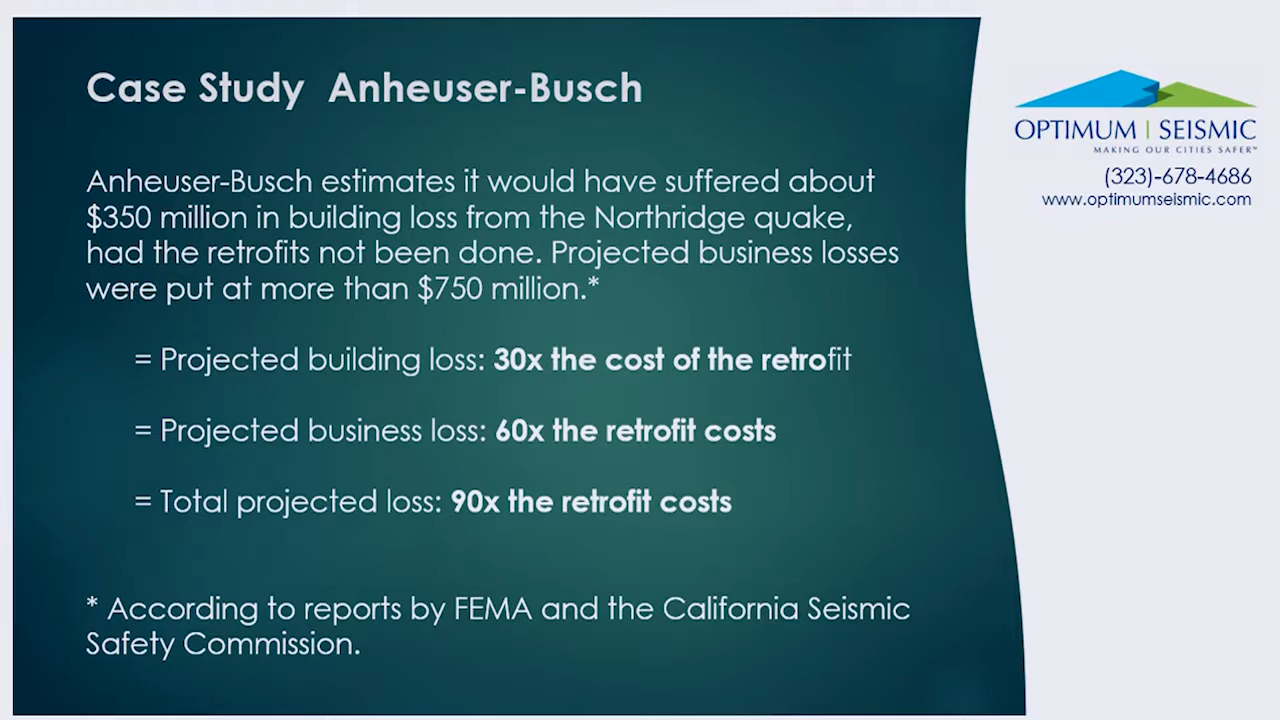 Case Study  Anheuser-Busch
Anheuser-Busch estimates it would have suffered about
$350 million in building loss from the Northridge quake,
had the retrofits not been done. Projected business losses
were put at more than $750 million.*
= Projected building loss: 30x the cost of the retrofit
= Projected business loss: 60x the retrofit costs
= Total projected loss: 90x the retrofit costs
* According to reports by FEMA and the California Seismic
Safety Commission.
OPTIMUM | SEISMIC
MAKING OUR CITIES SAFER™
(323)-678-4686
www.optimumseismic.com